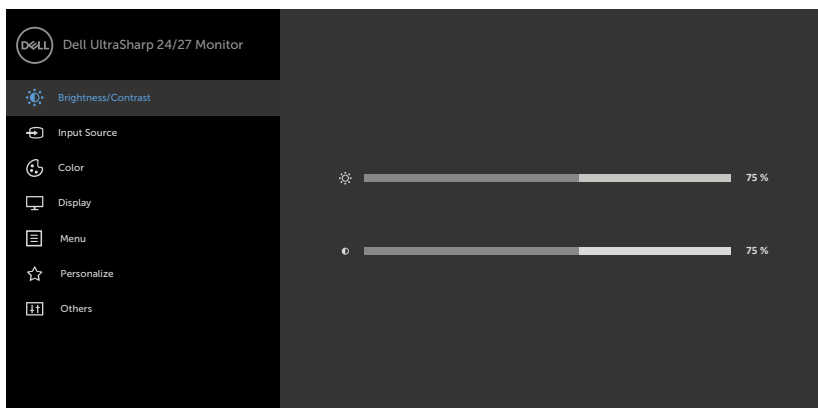 DELL
Dell UltraSharp 24/27 Monitor
Brightness/Contrast
Input Source
Color
75 %
Display
Menu
75 %
Personalize
Others